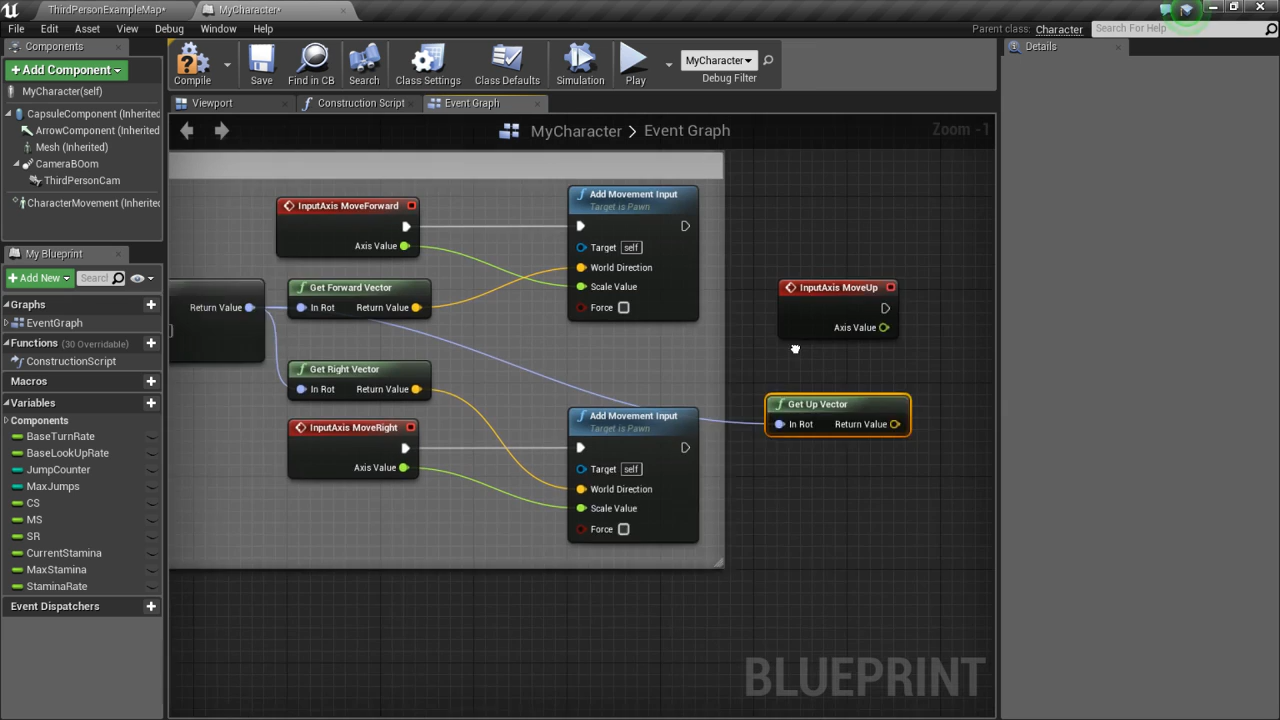 ThirdPersonExampleMap*
MyCharacter*
File Edit Asset View Debug Window Help
Parent class: Character
Search For Help
Components
+ Add Component
MyCharacter(self)
CapsuleComponent (Inherited
ArrowComponent (Inherited
Mesh (Inherited)
CameraBOom
ThirdPersonCam
CharacterMovement (Inherited
Compile
Save
Find in CB
Search
Class Settings
Class Defaults
Simulation
Play
MyCharacter
Debug Filter
Details
Viewport
Construction Script
Event Graph
MyCharacter > Event Graph
Zoom -1
My Blueprint
+ Add New
Search
Graphs
EventGraph
Functions (30 Overridable)
ConstructionScript
Macros
Variables
Components
BaseTurnRate
BaseLookUpRate
JumpCounter
MaxJumps
CS
MS
SR
CurrentStamina
MaxStamina
StaminaRate
Event Dispatchers
Return Value
InputAxis MoveForward
Axis Value
Get Forward Vector
In Rot Return Value
Get Right Vector
In Rot Return Value
InputAxis MoveRight
Axis Value
Add Movement Input
Target is Pawn
Target self
World Direction
Scale Value
Force
Add Movement Input
Target is Pawn
Target self
World Direction
Scale Value
Force
InputAxis MoveUp
Axis Value
Get Up Vector
In Rot Return Value
BLUEPRINT